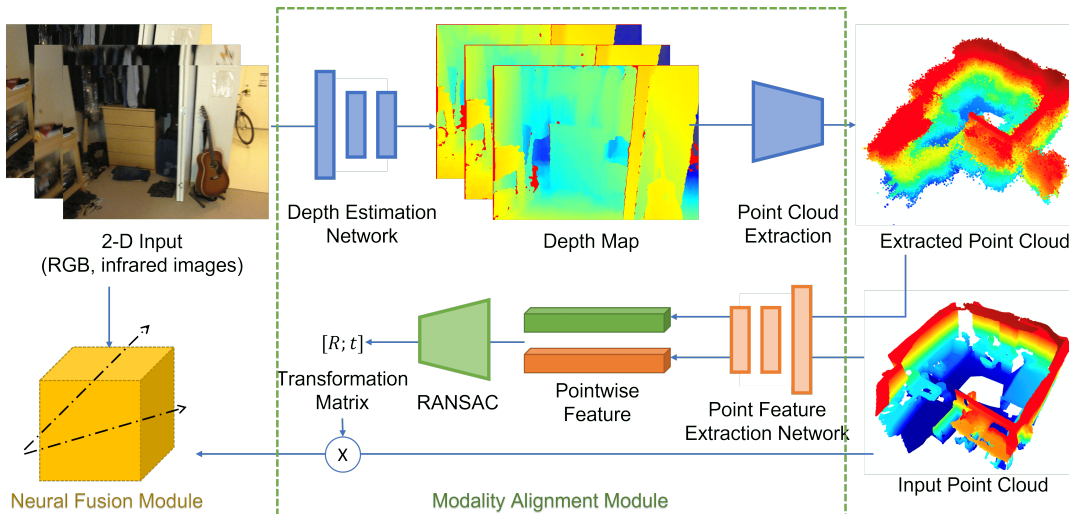 Depth Estimation
Network
Depth Map
Point Cloud
Extraction
Extracted Point Cloud
2-D Input
(RGB, infrared images)
[R; t]
Transformation
Matrix
RANSAC
Pointwise
Feature
Point Feature
Extraction Network
X
Input Point Cloud
Neural Fusion Module
Modality Alignment Module